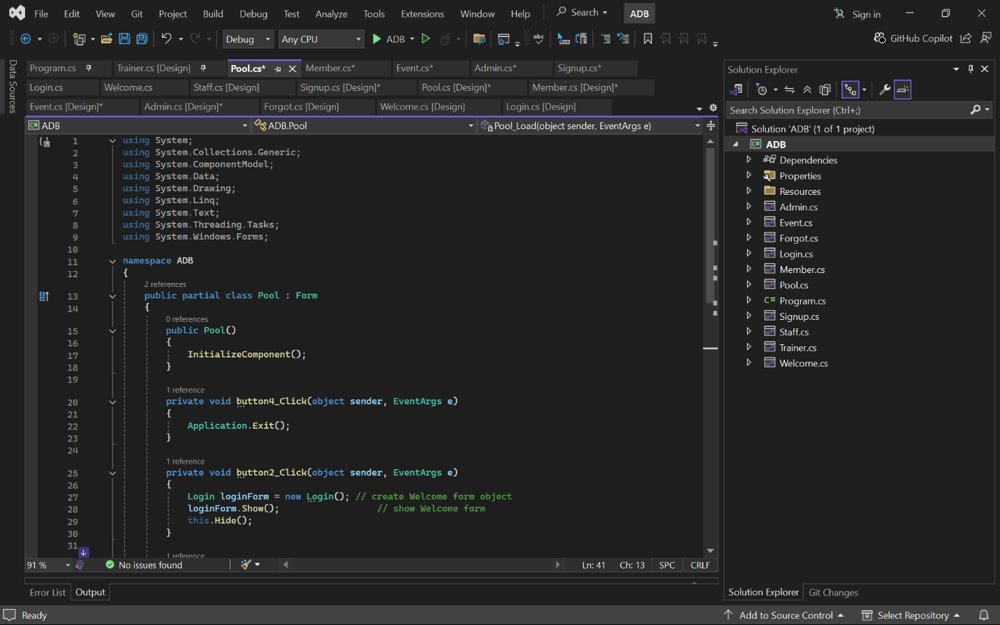 File Edit View Git Project Build Debug Test Analyze Tools Extensions Window Help Search ADB Sign in
Debug Any CPU ADB abc GitHub Copilot
Data Sources
Program.cs Trainer.cs [Design] Pool.cs* Member.cs* Event.cs* Admin.cs* Signup.cs*
Login.cs Welcome.cs Staff.cs [Design] Signup.cs [Design]* Pool.cs [Design]* Member.cs [Design]*
Event.cs [Design]* Admin.cs [Design]* Forgot.cs [Design] Welcome.cs [Design] Login.cs [Design]
C# ADB ADB.Pool Pool_Load(object sender, EventArgs e)
1 using System;
2 using System.Collections.Generic;
3 using System.ComponentModel;
4 using System.Data;
5 using System.Drawing;
6 using System.Linq;
7 using System.Text;
8 using System.Threading.Tasks;
9 using System.Windows.Forms;
10
11 namespace ADB
12 {
2 references
13 public partial class Pool : Form
14 {
0 references
15 public Pool()
16 {
17 InitializeComponent();
18 }
19
1 reference
20 private void button4_Click(object sender, EventArgs e)
21 {
22 Application.Exit();
23 }
24
1 reference
25 private void button2_Click(object sender, EventArgs e)
26 {
27 Login loginForm = new Login(); // create Welcome form object
28 loginForm.Show(); // show Welcome form
29 this.Hide();
30 }
31
1 reference
91 % No issues found Ln: 41 Ch: 13 SPC CRLF
Error List Output
Solution Explorer
Search Solution Explorer (Ctrl+;)
Solution 'ADB' (1 of 1 project)
C# ADB
Dependencies
Properties
Resources
Admin.cs
Event.cs
Forgot.cs
Login.cs
Member.cs
Pool.cs
C# Program.cs
Signup.cs
Staff.cs
Trainer.cs
Welcome.cs
Solution Explorer Git Changes
Ready Add to Source Control Select Repository